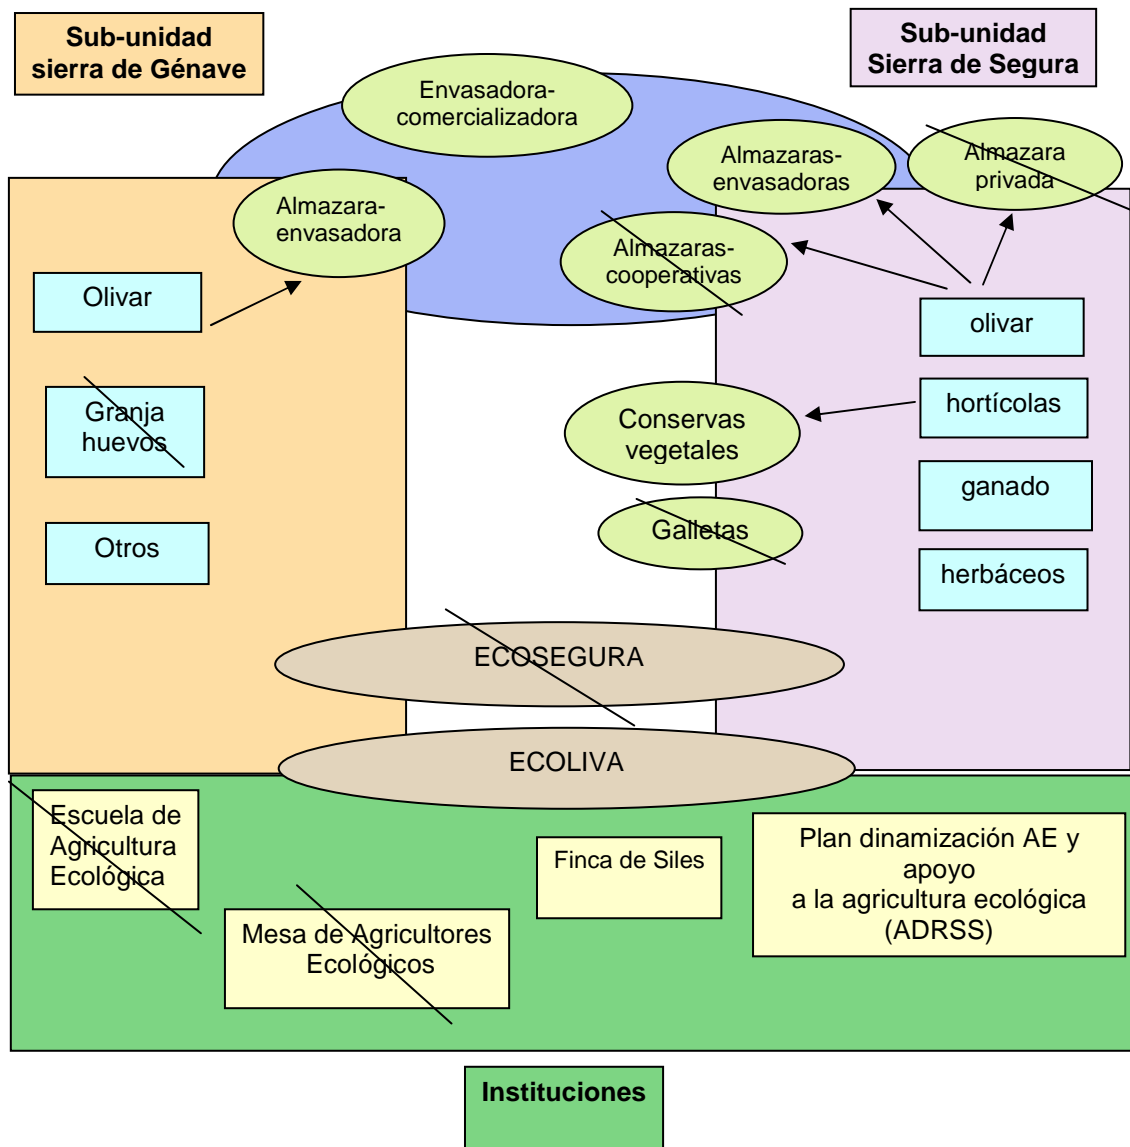 Sub-unidad
sierra de Génave
Sub-unidad
Sierra de Segura
Envasadora-
comercializadora
Almazaras-
envasadoras
Almazara
privada
Almazara-
envasadora
Almazaras-
cooperativas
Olivar
olivar
Granja
huevos
Conservas
vegetales
hortícolas
ganado
Otros
Galletas
herbáceos
ECOSEGURA
ECOLIVA
Escuela de
Agricultura
Ecológica
Mesa de Agricultores
Ecológicos
Finca de Siles
Plan dinamización AE y
apoyo
a la agricultura ecológica
(ADRSS)
Instituciones